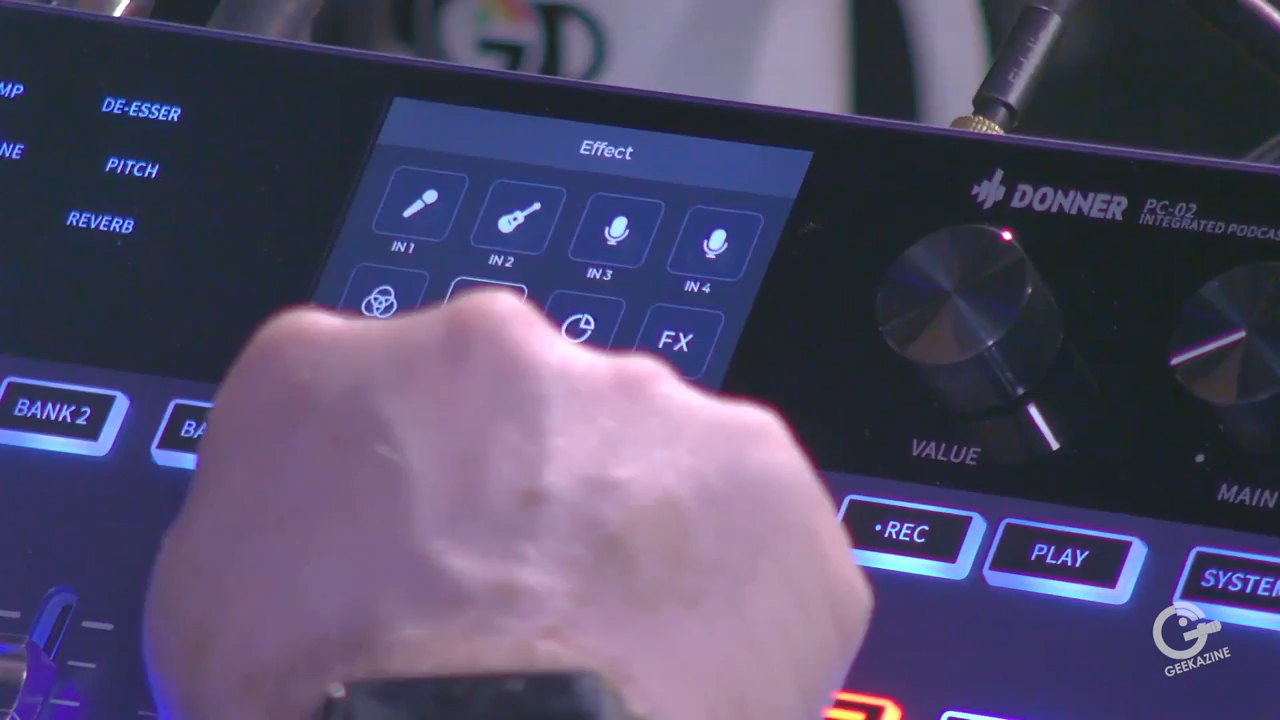 MP
DE-ESSER
NE
PITCH
REVERB
Effect
IN 1
IN 2
IN 3
IN 4
FX
DONNER
PC-02
INTEGRATED PODCAS
BANK 2
BA
VALUE
MAIN
•REC
PLAY
SYSTEM
GEEKAZINE